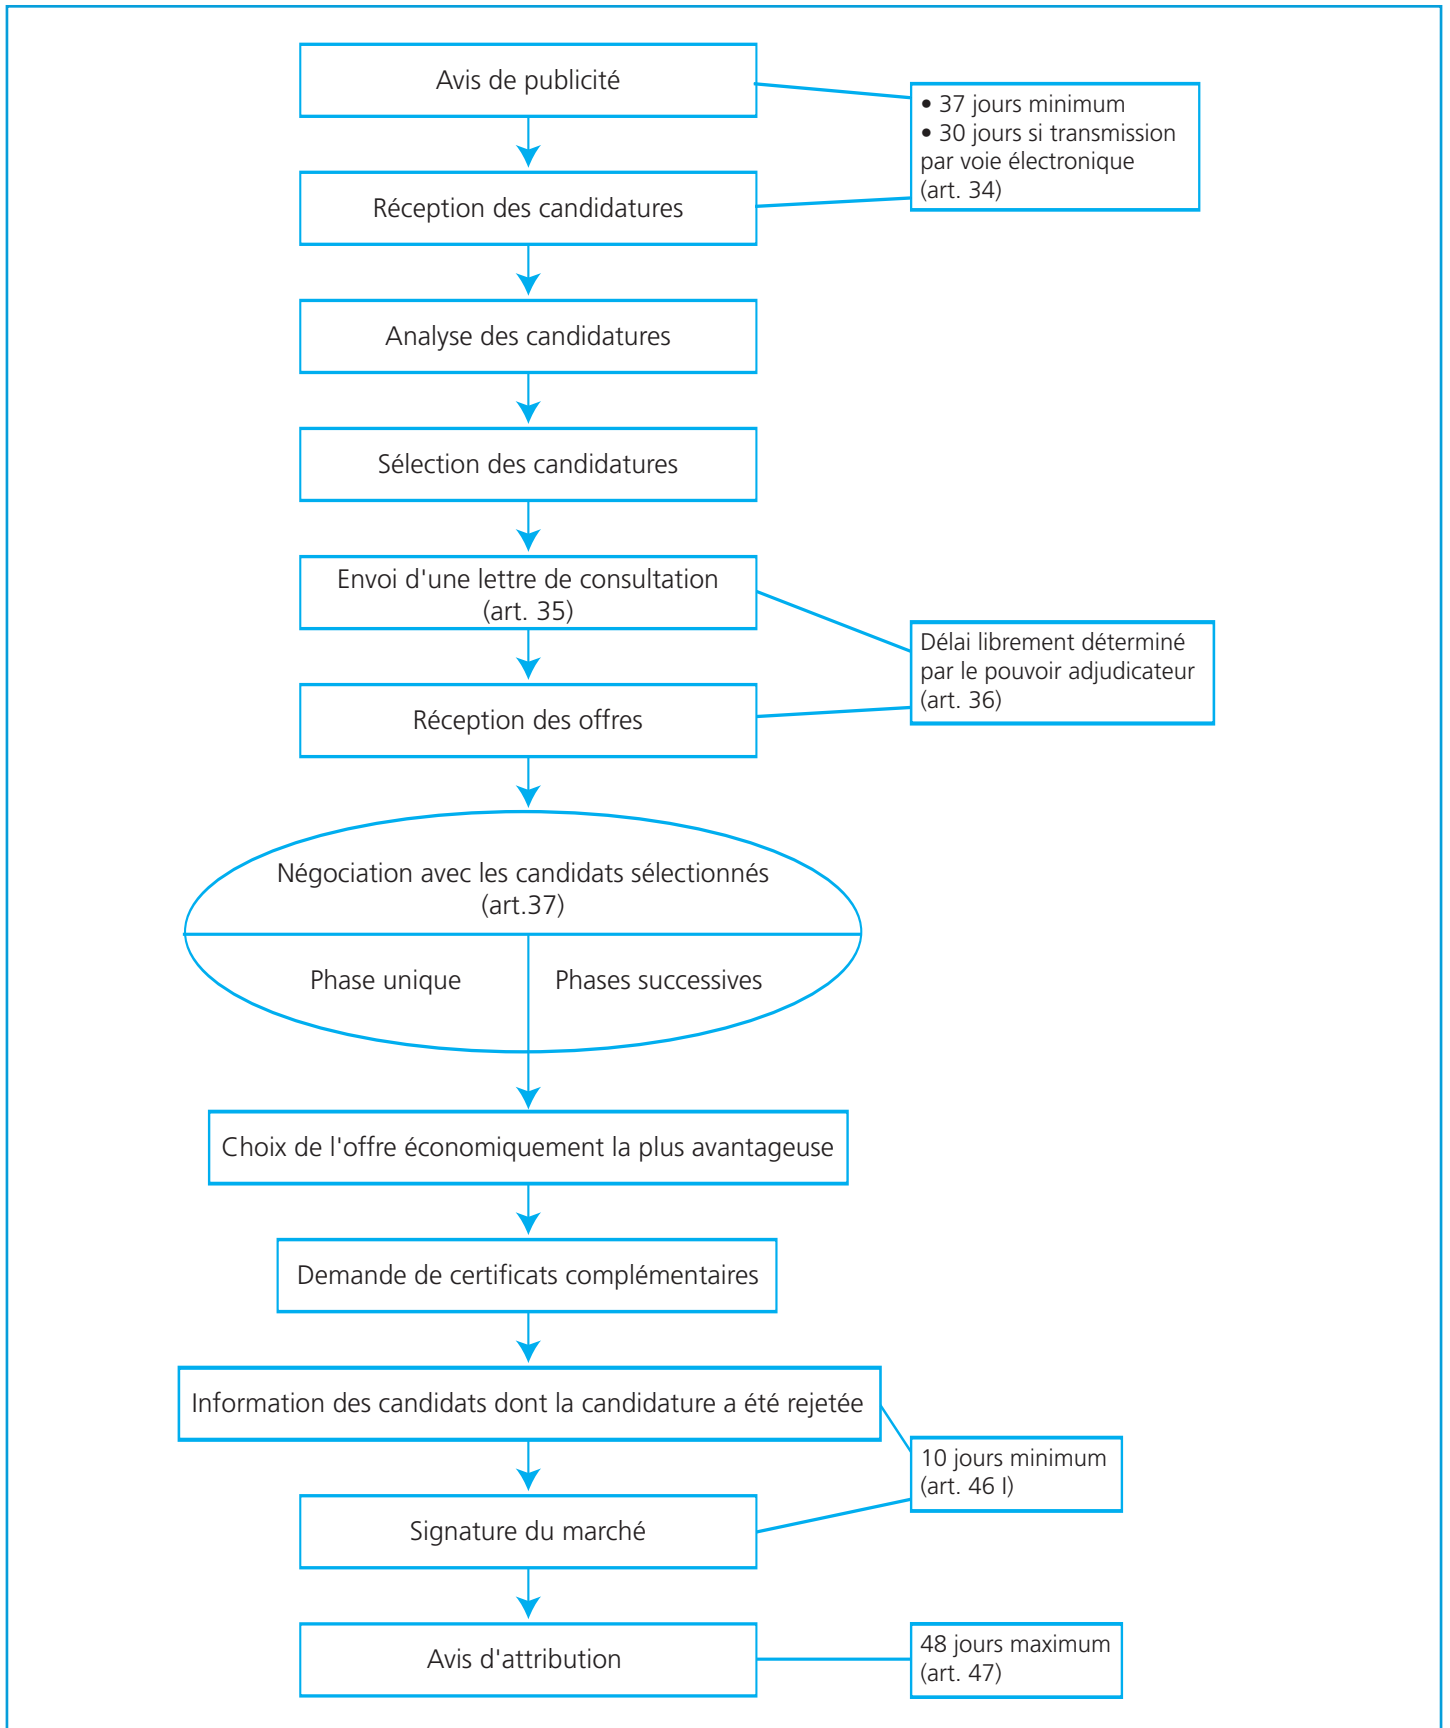 Avis de publicité
• 37 jours minimum
• 30 jours si transmission
par voie électronique
(art. 34)
Réception des candidatures
Analyse des candidatures
Sélection des candidatures
Envoi d'une lettre de consultation
(art. 35)
Délai librement déterminé
par le pouvoir adjudicateur
(art. 36)
Réception des offres
Négociation avec les candidats sélectionnés
(art.37)
Phase unique
Phases successives
Choix de l'offre économiquement la plus avantageuse
Demande de certificats complémentaires
Information des candidats dont la candidature a été rejetée
10 jours minimum
(art. 46 I)
Signature du marché
Avis d'attribution
48 jours maximum
(art. 47)